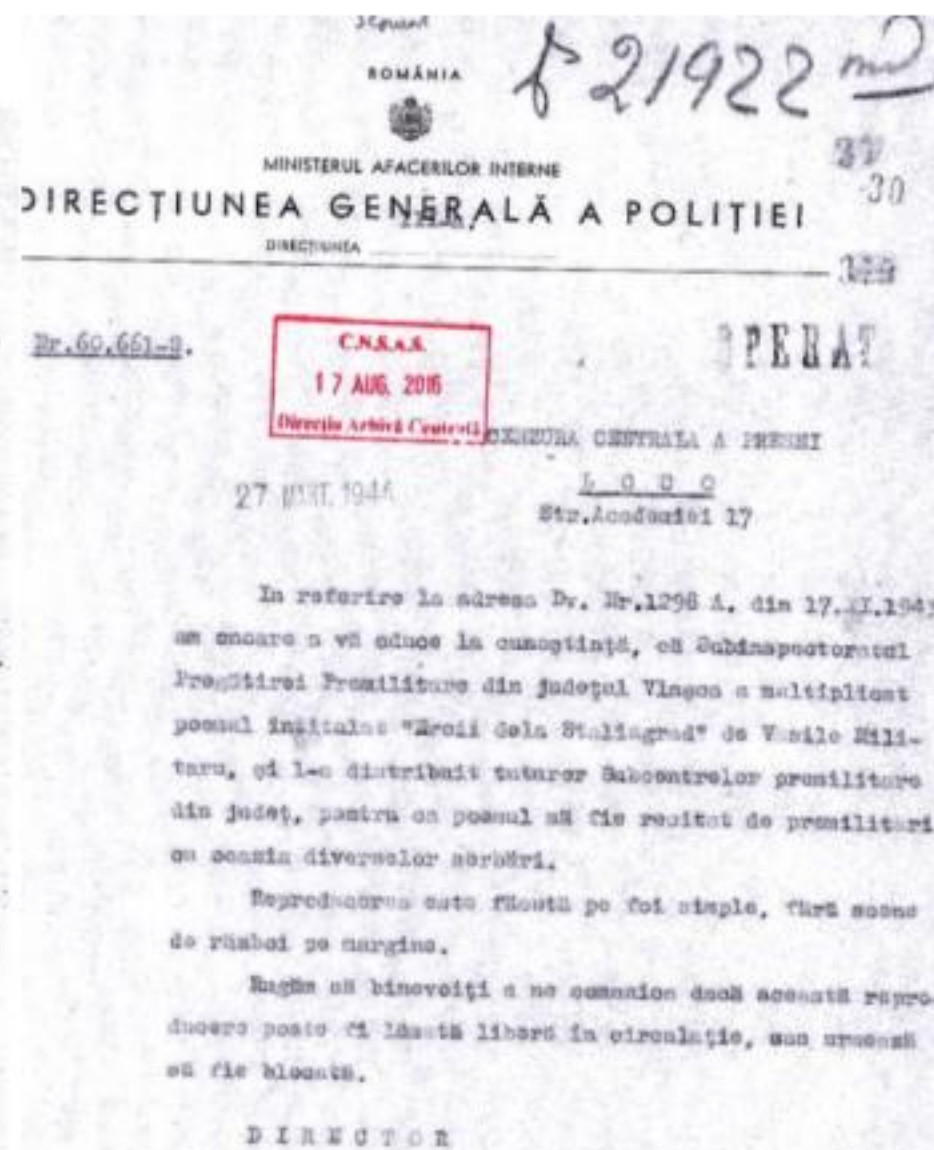 ROMÂNIA
21922
MINISTERUL AFACERILOR INTERNE
DIRECȚIUNEA GENERALĂ A POLIȚIEI
30
DIRECȚIUNEA
Nr.60.661-S.
C.N.S.A.S.
17 AUG. 2016
Direcția Arhivă Centrală
OPERAT
CENZURA CENTRALA A PRESEI
27 MART. 1944
L O C O
Str.Academiei 17
In referire la adresa Dv. Nr.1298 A. din 17.XI.1943
am onoare a vă aduce la cunoștință, că Subinspectoratul
Pregătirei Premilitare din județul Vlașca a multiplicat
poemul intitulat "Eroii dela Stalingrad" de Vasile Mili-
taru, și l-a distribuit tuturor Subcentrelor premilitare
din județ, pentru ca poemul să fie recitat de premilitari
cu ocazia diverselor serbări.
Reproducerea este făcută pe foi simple, fără scene
de război pe margine.
Rugăm să binevoiți a ne comunica dacă această repro-
ducere poate fi lăsată liberă în circulație, sau urmează
să fie blocată.
D I R E C T O R